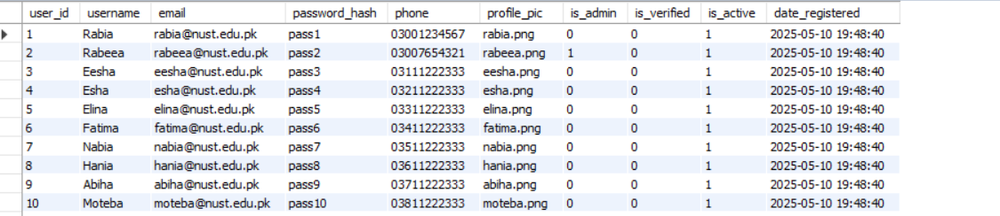 user_id username email password_hash phone profile_pic is_admin is_verified is_active date_registered
1 Rabia rabia@nust.edu.pk pass1 03001234567 rabia.png 0 0 1 2025-05-10 19:48:40
2 Rabeea rabeea@nust.edu.pk pass2 03007654321 rabeea.png 1 0 1 2025-05-10 19:48:40
3 Eesha eesha@nust.edu.pk pass3 03111222333 eesha.png 0 0 1 2025-05-10 19:48:40
4 Esha esha@nust.edu.pk pass4 03211222333 esha.png 0 0 1 2025-05-10 19:48:40
5 Elina elina@nust.edu.pk pass5 03311222333 elina.png 0 0 1 2025-05-10 19:48:40
6 Fatima fatima@nust.edu.pk pass6 03411222333 fatima.png 0 0 1 2025-05-10 19:48:40
7 Nabia nabia@nust.edu.pk pass7 03511222333 nabia.png 0 0 1 2025-05-10 19:48:40
8 Hania hania@nust.edu.pk pass8 03611222333 hania.png 0 0 1 2025-05-10 19:48:40
9 Abiha abiha@nust.edu.pk pass9 03711222333 abiha.png 0 0 1 2025-05-10 19:48:40
10 Moteba moteba@nust.edu.pk pass10 03811222333 moteba.png 0 0 1 2025-05-10 19:48:40